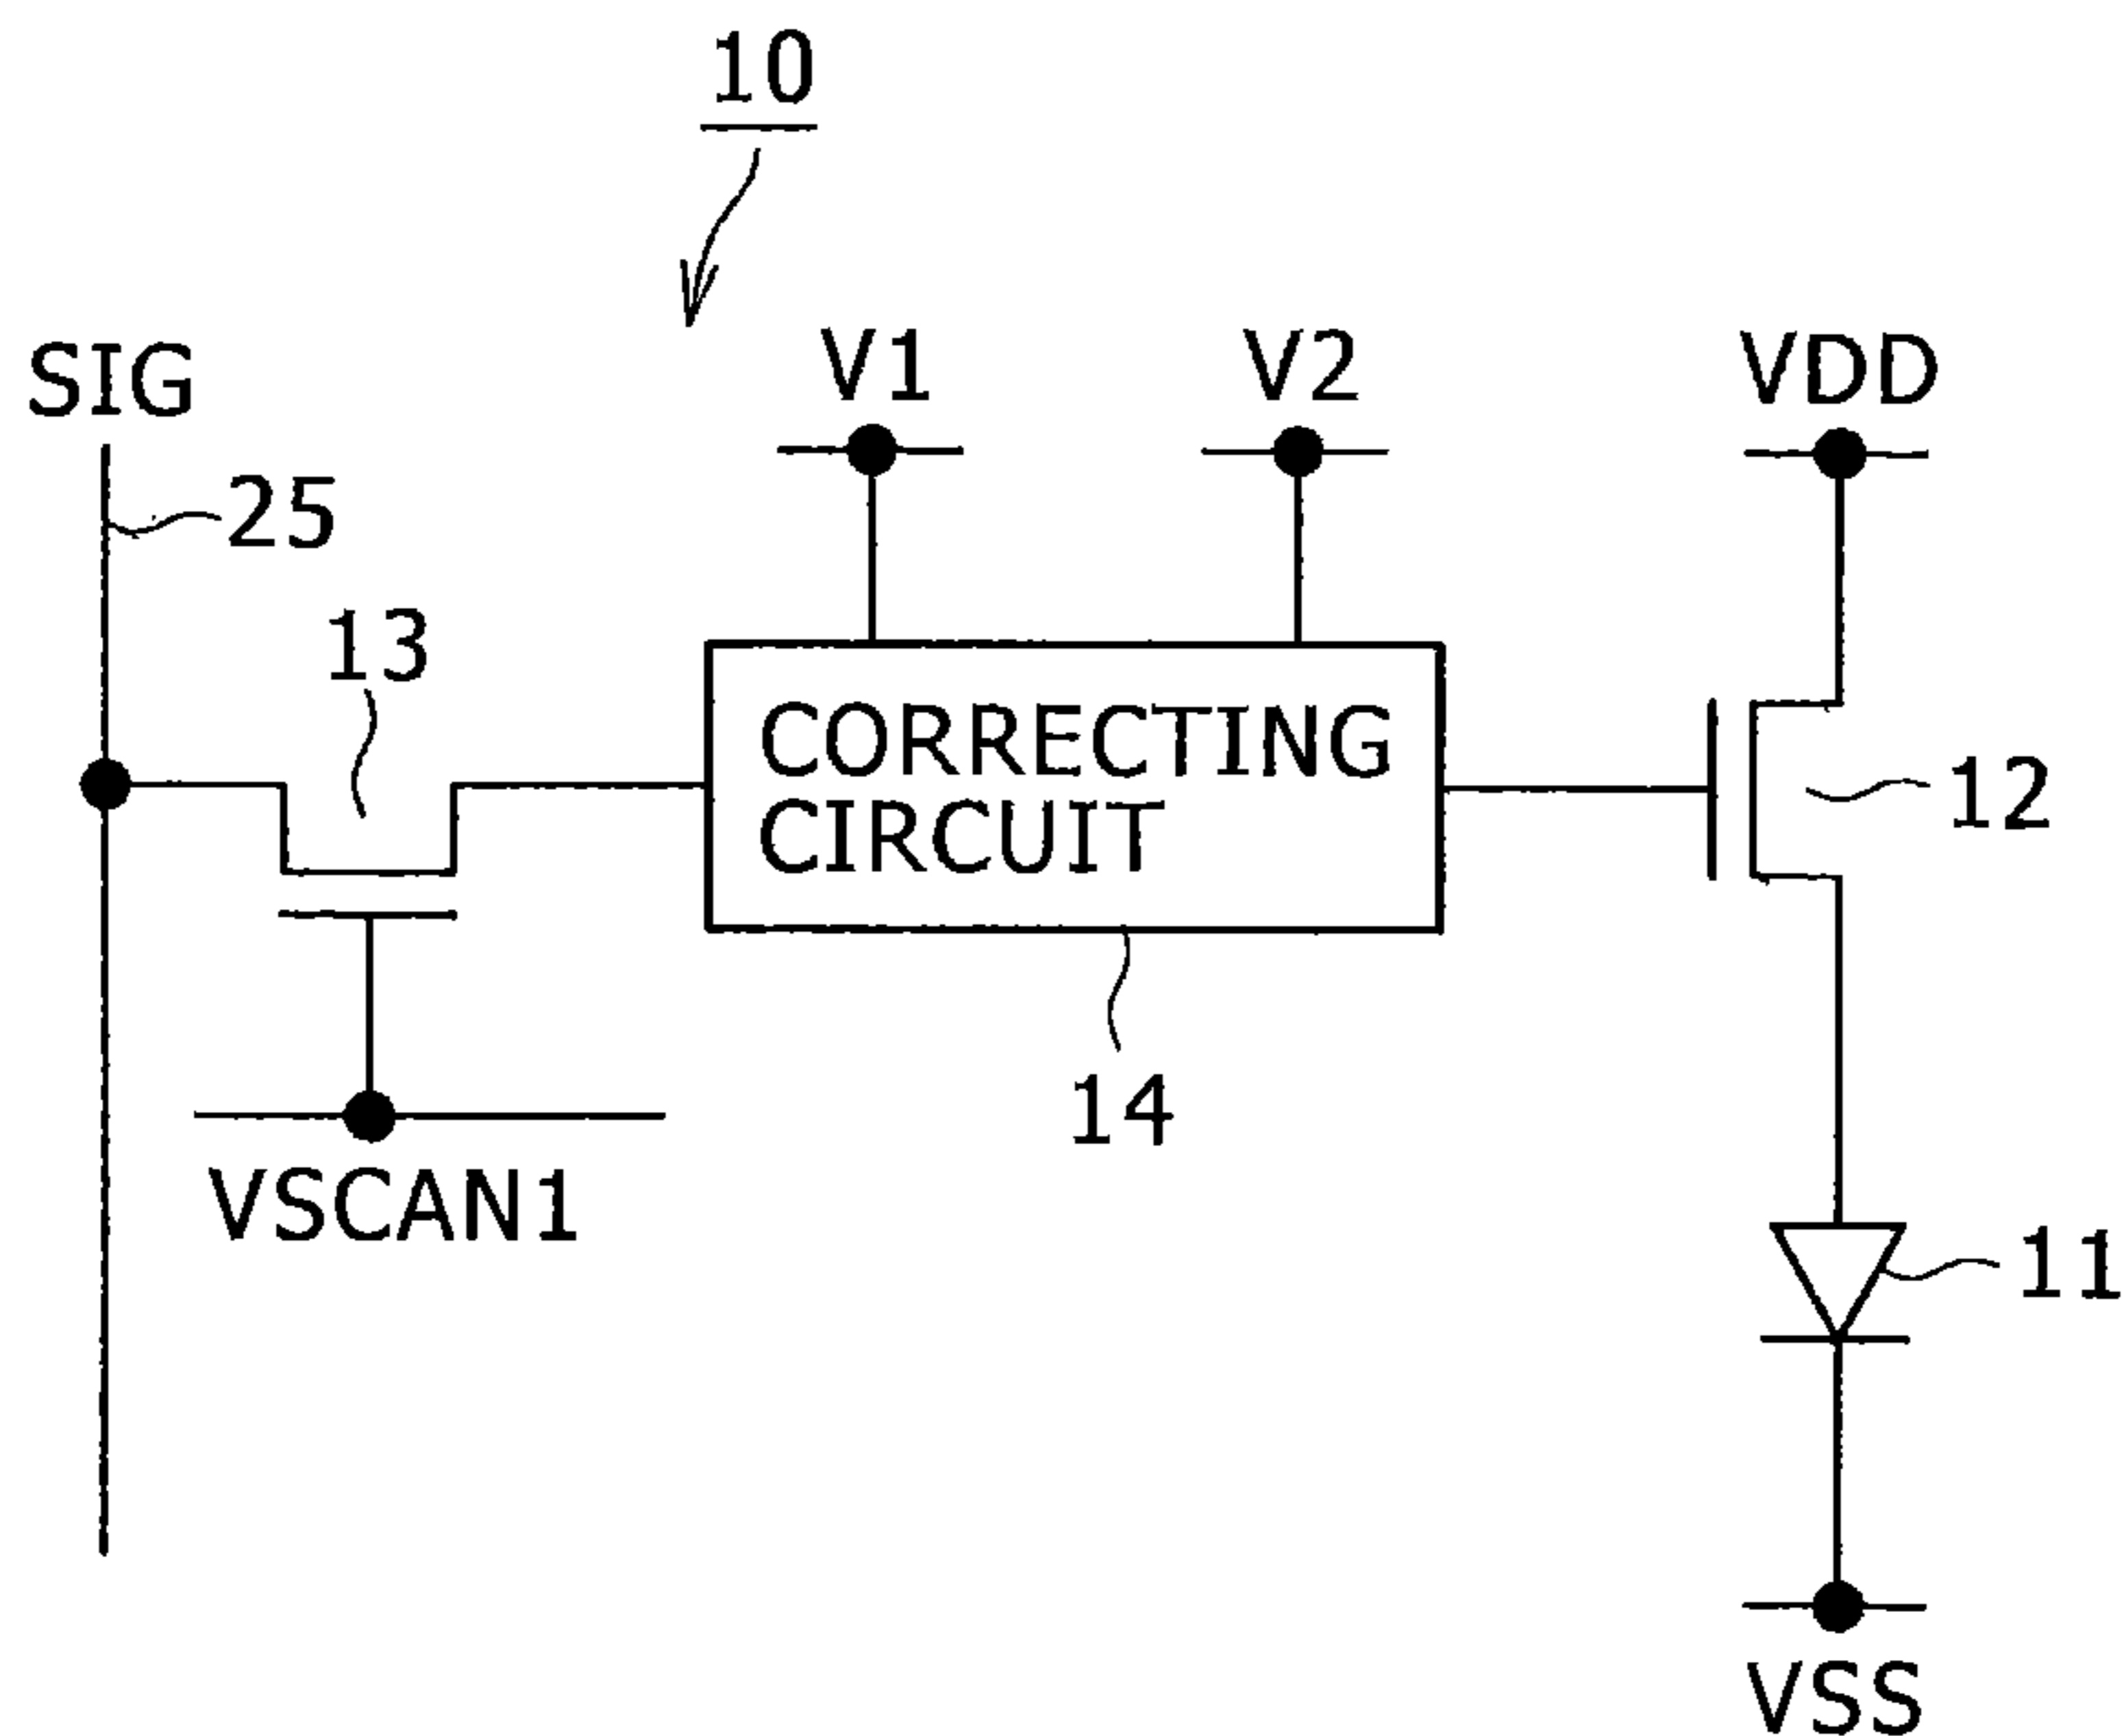 10
SIG
V1
V2
VDD
25
13
CORRECTING
CIRCUIT
12
14
VSCAN1
11
VSS